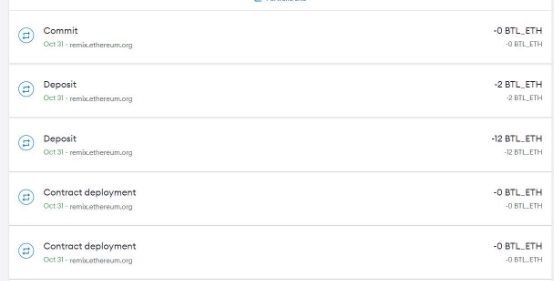 Commit
-0 BTL_ETH
Oct 31 - remix.ethereum.org
-0 BTL_ETH
Deposit
-2 BTL_ETH
Oct 31 - remix.ethereum.org
-2 BTL_ETH
Deposit
-12 BTL_ETH
Oct 31 - remix.ethereum.org
-12 BTL_ETH
Contract deployment
-0 BTL_ETH
Oct 31 - remix.ethereum.org
-0 BTL_ETH
Contract deployment
-0 BTL_ETH
Oct 31 - remix.ethereum.org
-0 BTL_ETH